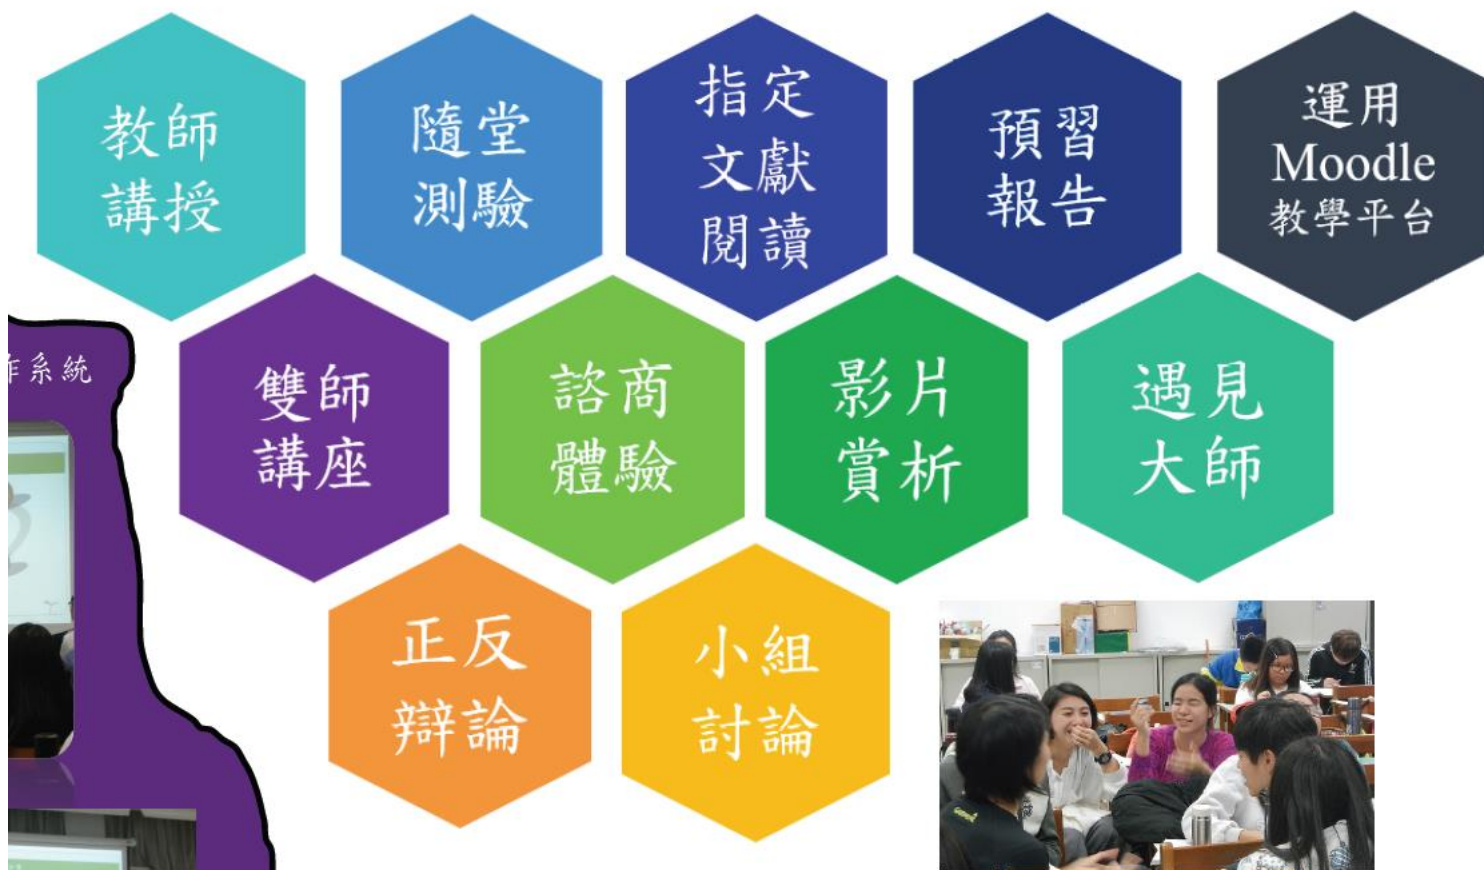 教師
講授
隨堂
測驗
指定
文獻
閱讀
預習
報告
運用
Moodle
教學平台
作系統
雙師
講座
諮商
體驗
影片
賞析
遇見
大師
正反
辯論
小組
討論